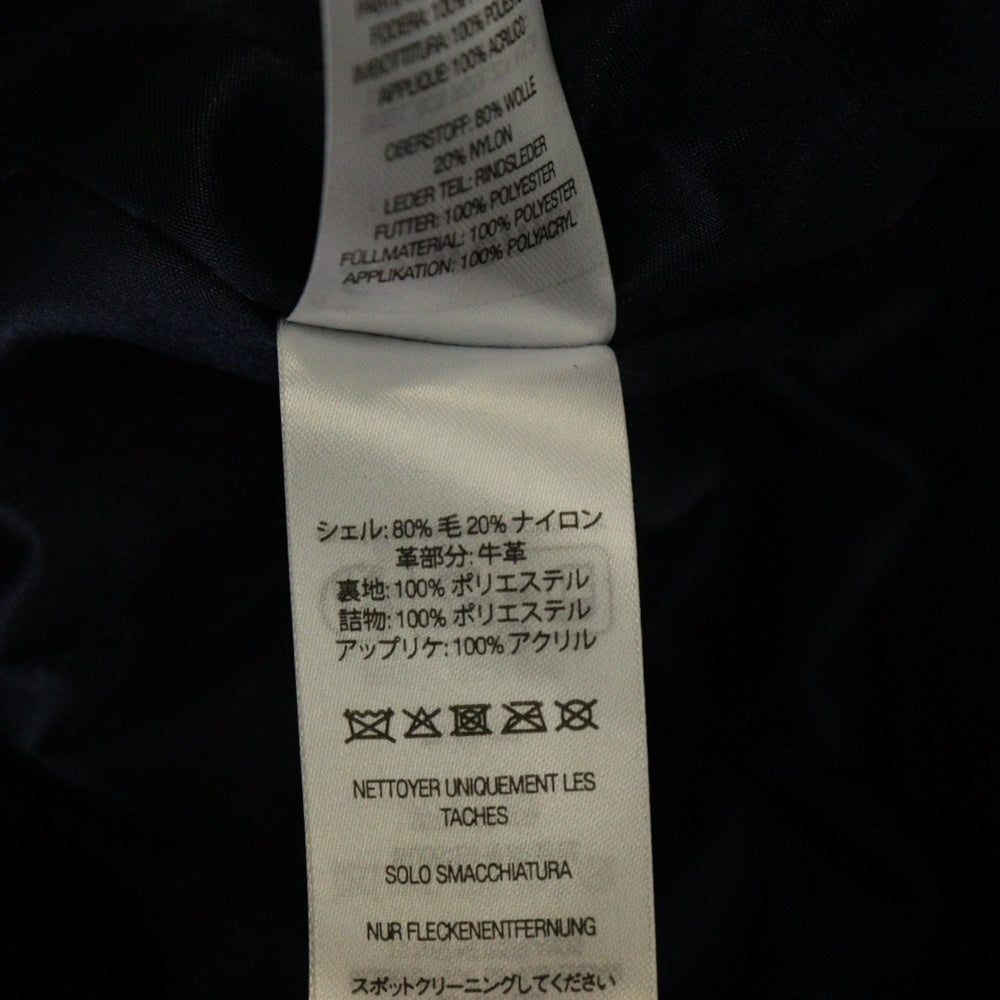 FODERA: 100%
IMBOTTITURA: 100%
APPLIQUE: 100% ACRILICO
OBERSTOFF: 80% WOLLE
20% NYLON
LEDER TEIL: RINDSLEDER
FUTTER: 100% POLYESTER
FÜLLMATERIAL: 100% POLYESTER
APPLIKATION: 100% POLYACRYL
シェル: 80% 毛 20% ナイロン
革部分: 牛革
裏地: 100% ポリエステル
詰物: 100% ポリエステル
アップリケ: 100% アクリル
NETTOYER UNIQUEMENT LES
TACHES
SOLO SMACCHIATURA
NUR FLECKENENTFERNUNG
スポットクリーニングしてください